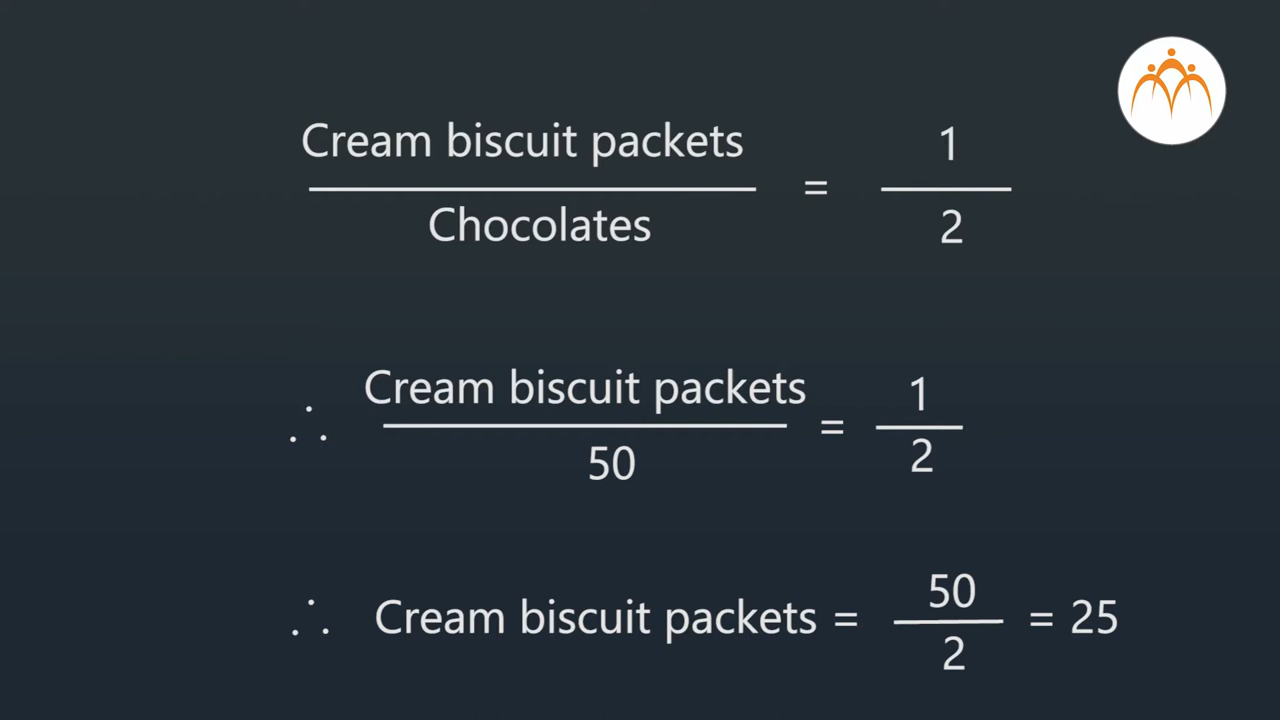 Cream biscuit packets / Chocolates = 1 / 2
∴ Cream biscuit packets / 50 = 1 / 2
∴ Cream biscuit packets = 50 / 2 = 25